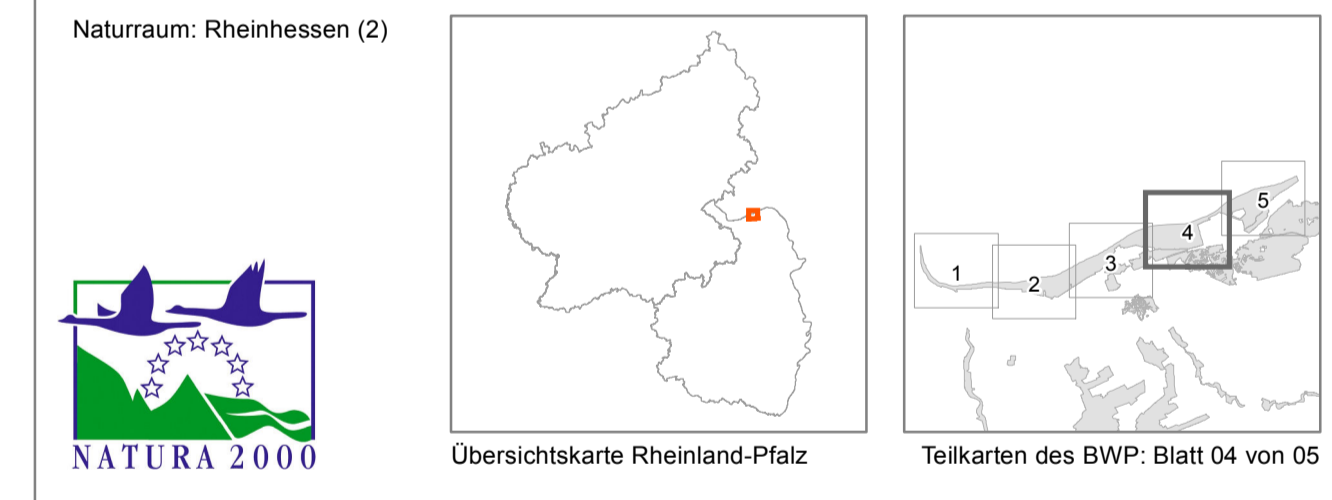 Naturraum: Rheinhessen (2)
NATURA 2000
Übersichtskarte Rheinland-Pfalz
1
2
3
4
5
Teilkarten des BWP: Blatt 04 von 05